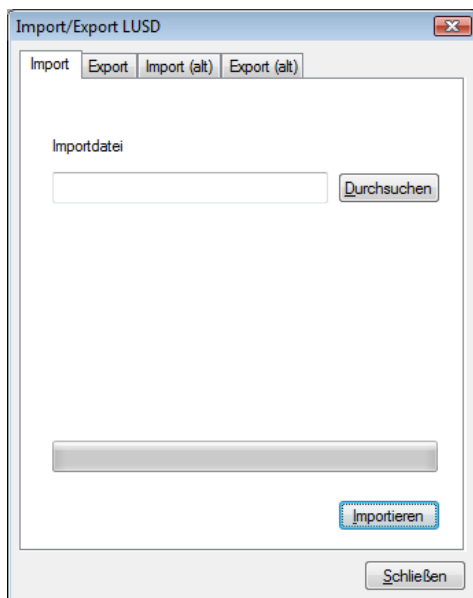 Import/Export LUSD
Import Export Import (alt) Export (alt)
Importdatei
Durchsuchen
Importieren
Schließen